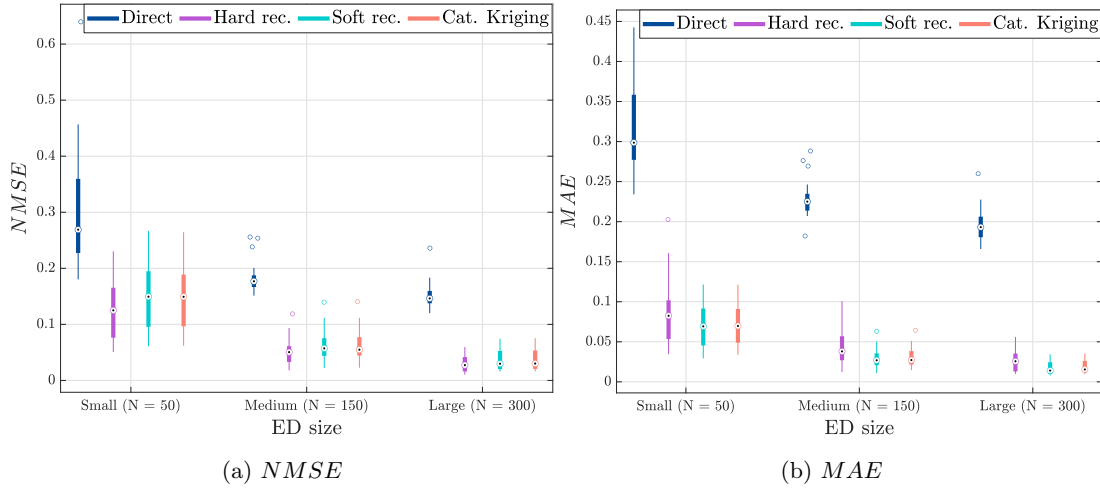 Direct Hard rec. Soft rec. Cat. Kriging
0.6
0.5
0.4
0.3
0.2
0.1
0
NMSE
Small (N = 50) Medium (N = 150) Large (N = 300)
ED size
(a) NMSE
Direct Hard rec. Soft rec. Cat. Kriging
0.45
0.4
0.35
0.3
0.25
0.2
0.15
0.1
0.05
0
MAE
Small (N = 50) Medium (N = 150) Large (N = 300)
ED size
(b) MAE